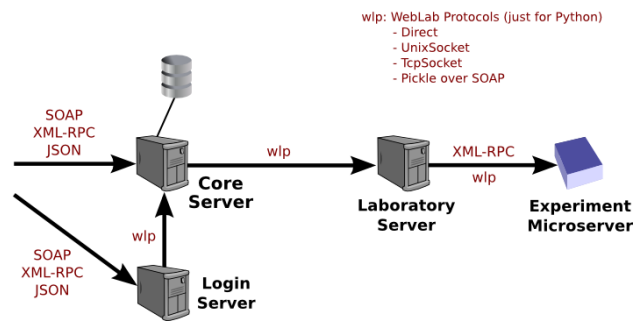 wlp: WebLab Protocols (just for Python)
- Direct
- UnixSocket
- TcpSocket
- Pickle over SOAP
SOAP
XML-RPC
JSON
wlp
XML-RPC
wlp
Core
Server
Laboratory
Server
Experiment
Microserver
wlp
SOAP
XML-RPC
JSON
Login
Server